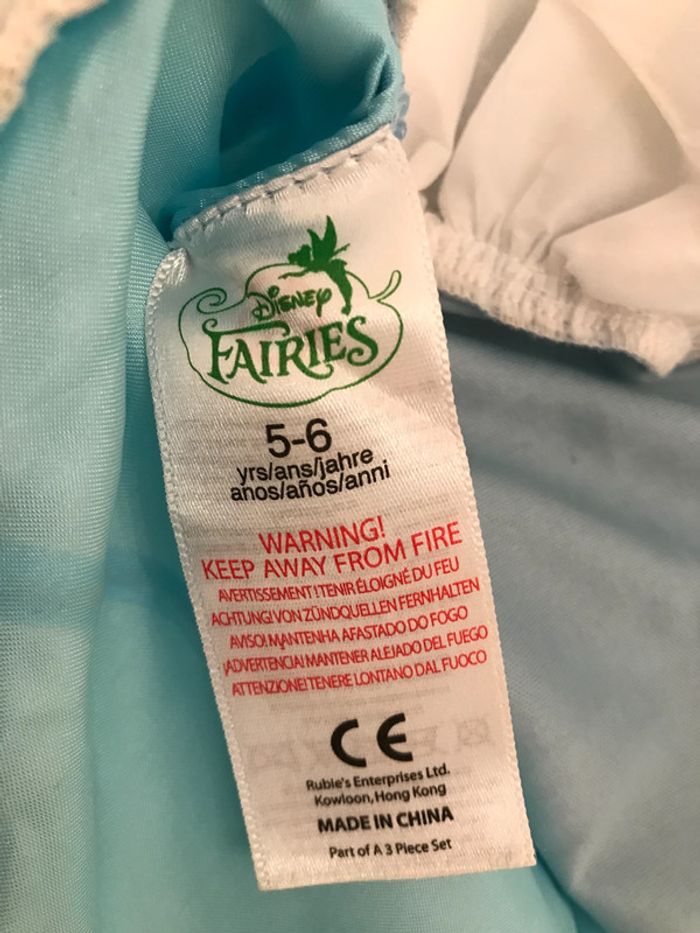 Disney
FAIRIES
5-6
yrs/ans/jahre
anos/años/anni
WARNING!
KEEP AWAY FROM FIRE
AVERTISSEMENT ! TENIR ÉLOIGNÉ DU FEU
ACHTUNG! VON ZÜNDQUELLEN FERNHALTEN
AVISO! MANTENHA AFASTADO DO FOGO
¡ADVERTENCIA! MANTENER ALEJADO DEL FUEGO
ATTENZIONE! TENERE LONTANO DAL FUOCO
CE
Rubie's Enterprises Ltd.
Kowloon, Hong Kong
MADE IN CHINA
Part of A 3 Piece Set